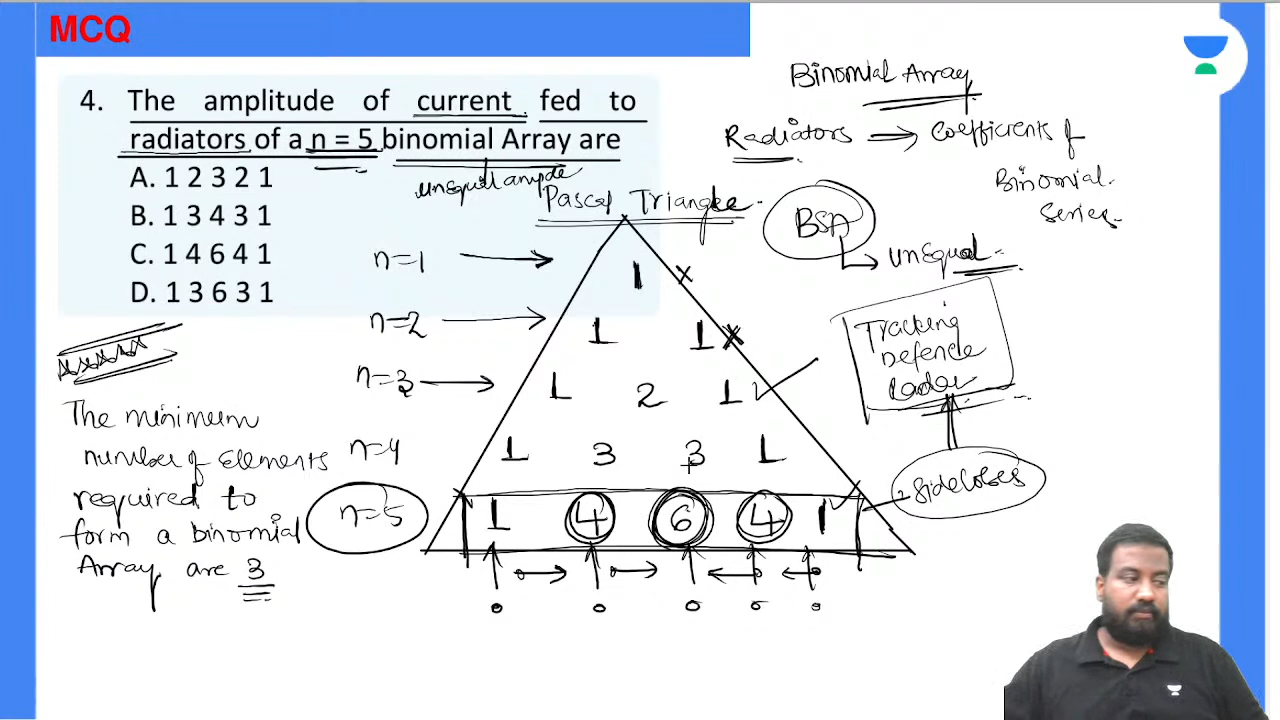 MCQ
4. The amplitude of current fed to
radiators of a n = 5 binomial Array are
A. 1 2 3 2 1
B. 1 3 4 3 1
C. 1 4 6 4 1
D. 1 3 6 3 1
Binomial Array
Radiators ⇒ Coefficients of
Binomial
Series
Pascal Triangle
BSA
unEqual
n=1 → 1
n=2 → 1 1
n=3 → 1 2 1
n=4 1 3 3 1
n=5 1 4 6 4 1
Tracking
Defence
Sidelobes
The minimum
number of Elements
required to
form a binomial
Array are 3